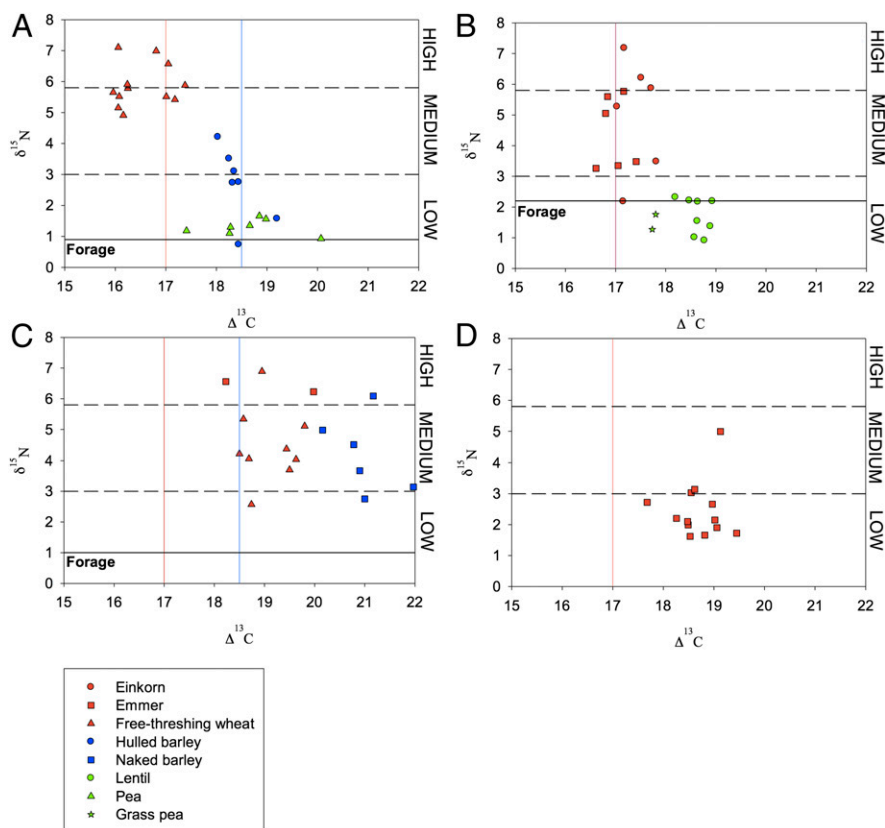 A
8
7
6
5
4
3
2
1
0
δ15N
HIGH
MEDIUM
LOW
Forage
15 16 17 18 19 20 21 22
Δ13C
B
8
7
6
5
4
3
2
1
0
δ15N
HIGH
MEDIUM
LOW
Forage
15 16 17 18 19 20 21 22
Δ13C
C
8
7
6
5
4
3
2
1
0
δ15N
HIGH
MEDIUM
LOW
Forage
15 16 17 18 19 20 21 22
Δ13C
D
8
7
6
5
4
3
2
1
0
δ15N
HIGH
MEDIUM
LOW
15 16 17 18 19 20 21 22
Δ13C
Einkorn
Emmer
Free-threshing wheat
Hulled barley
Naked barley
Lentil
Pea
Grass pea